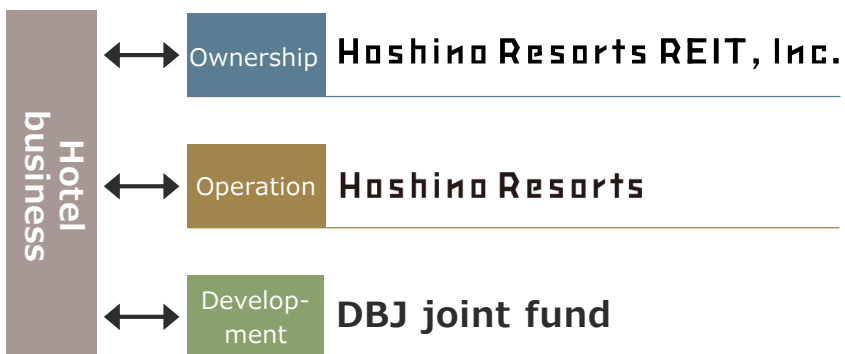 Hotel
business
Ownership
Hoshino Resorts REIT, Inc.
Operation
Hoshino Resorts
Develop-
ment
DBJ joint fund